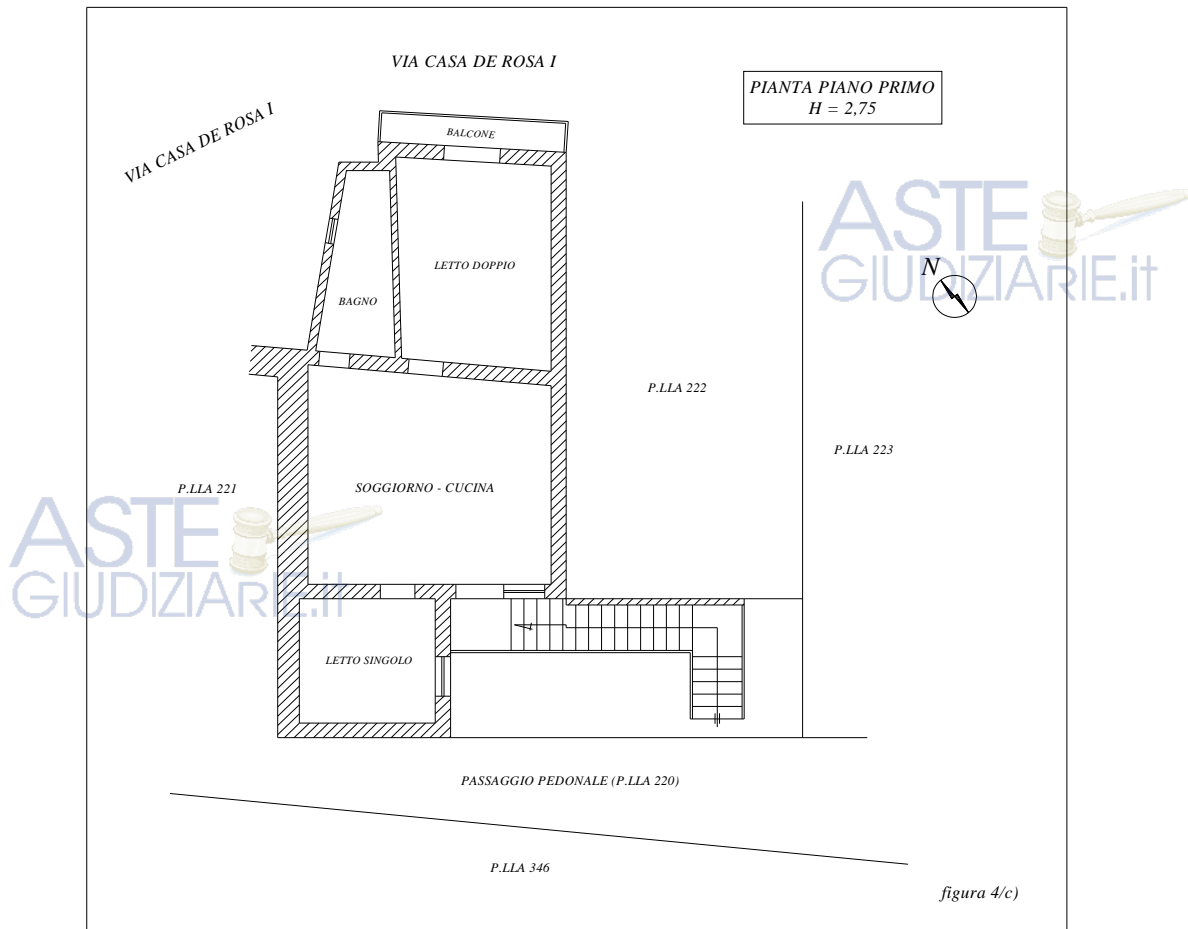 VIA CASA DE ROSA I
PIANTA PIANO PRIMO
H = 2,75
VIA CASA DE ROSA I
BALCONE
ASTE
GIUDIZIARIE.it
LETTO DOPPIO
N
BAGNO
P.LLA 222
P.LLA 223
P.LLA 221
SOGGIORNO - CUCINA
ASTE
GIUDIZIARIE.it
LETTO SINGOLO
PASSAGGIO PEDONALE (P.LLA 220)
P.LLA 346
figura 4/c)